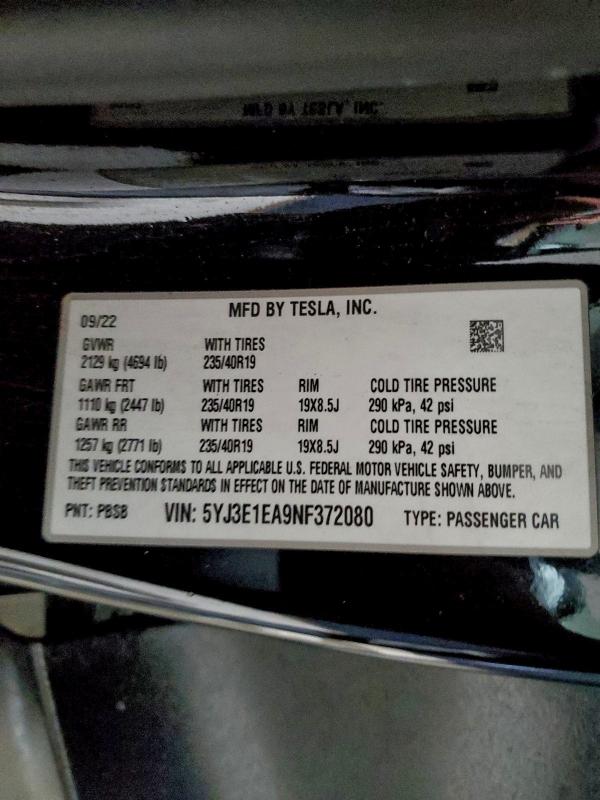 MFD BY TESLA, INC.
09/22
GVWR WITH TIRES
2129 kg (4694 lb) 235/40R19
GAWR FRT WITH TIRES RIM COLD TIRE PRESSURE
1110 kg (2447 lb) 235/40R19 19X8.5J 290 kPa, 42 psi
GAWR RR WITH TIRES RIM COLD TIRE PRESSURE
1257 kg (2771 lb) 235/40R19 19X8.5J 290 kPa, 42 psi
THIS VEHICLE CONFORMS TO ALL APPLICABLE U.S. FEDERAL MOTOR VEHICLE SAFETY, BUMPER, AND
THEFT PREVENTION STANDARDS IN EFFECT ON THE DATE OF MANUFACTURE SHOWN ABOVE.
PNT: PBSB VIN: 5YJ3E1EA9NF372080 TYPE: PASSENGER CAR